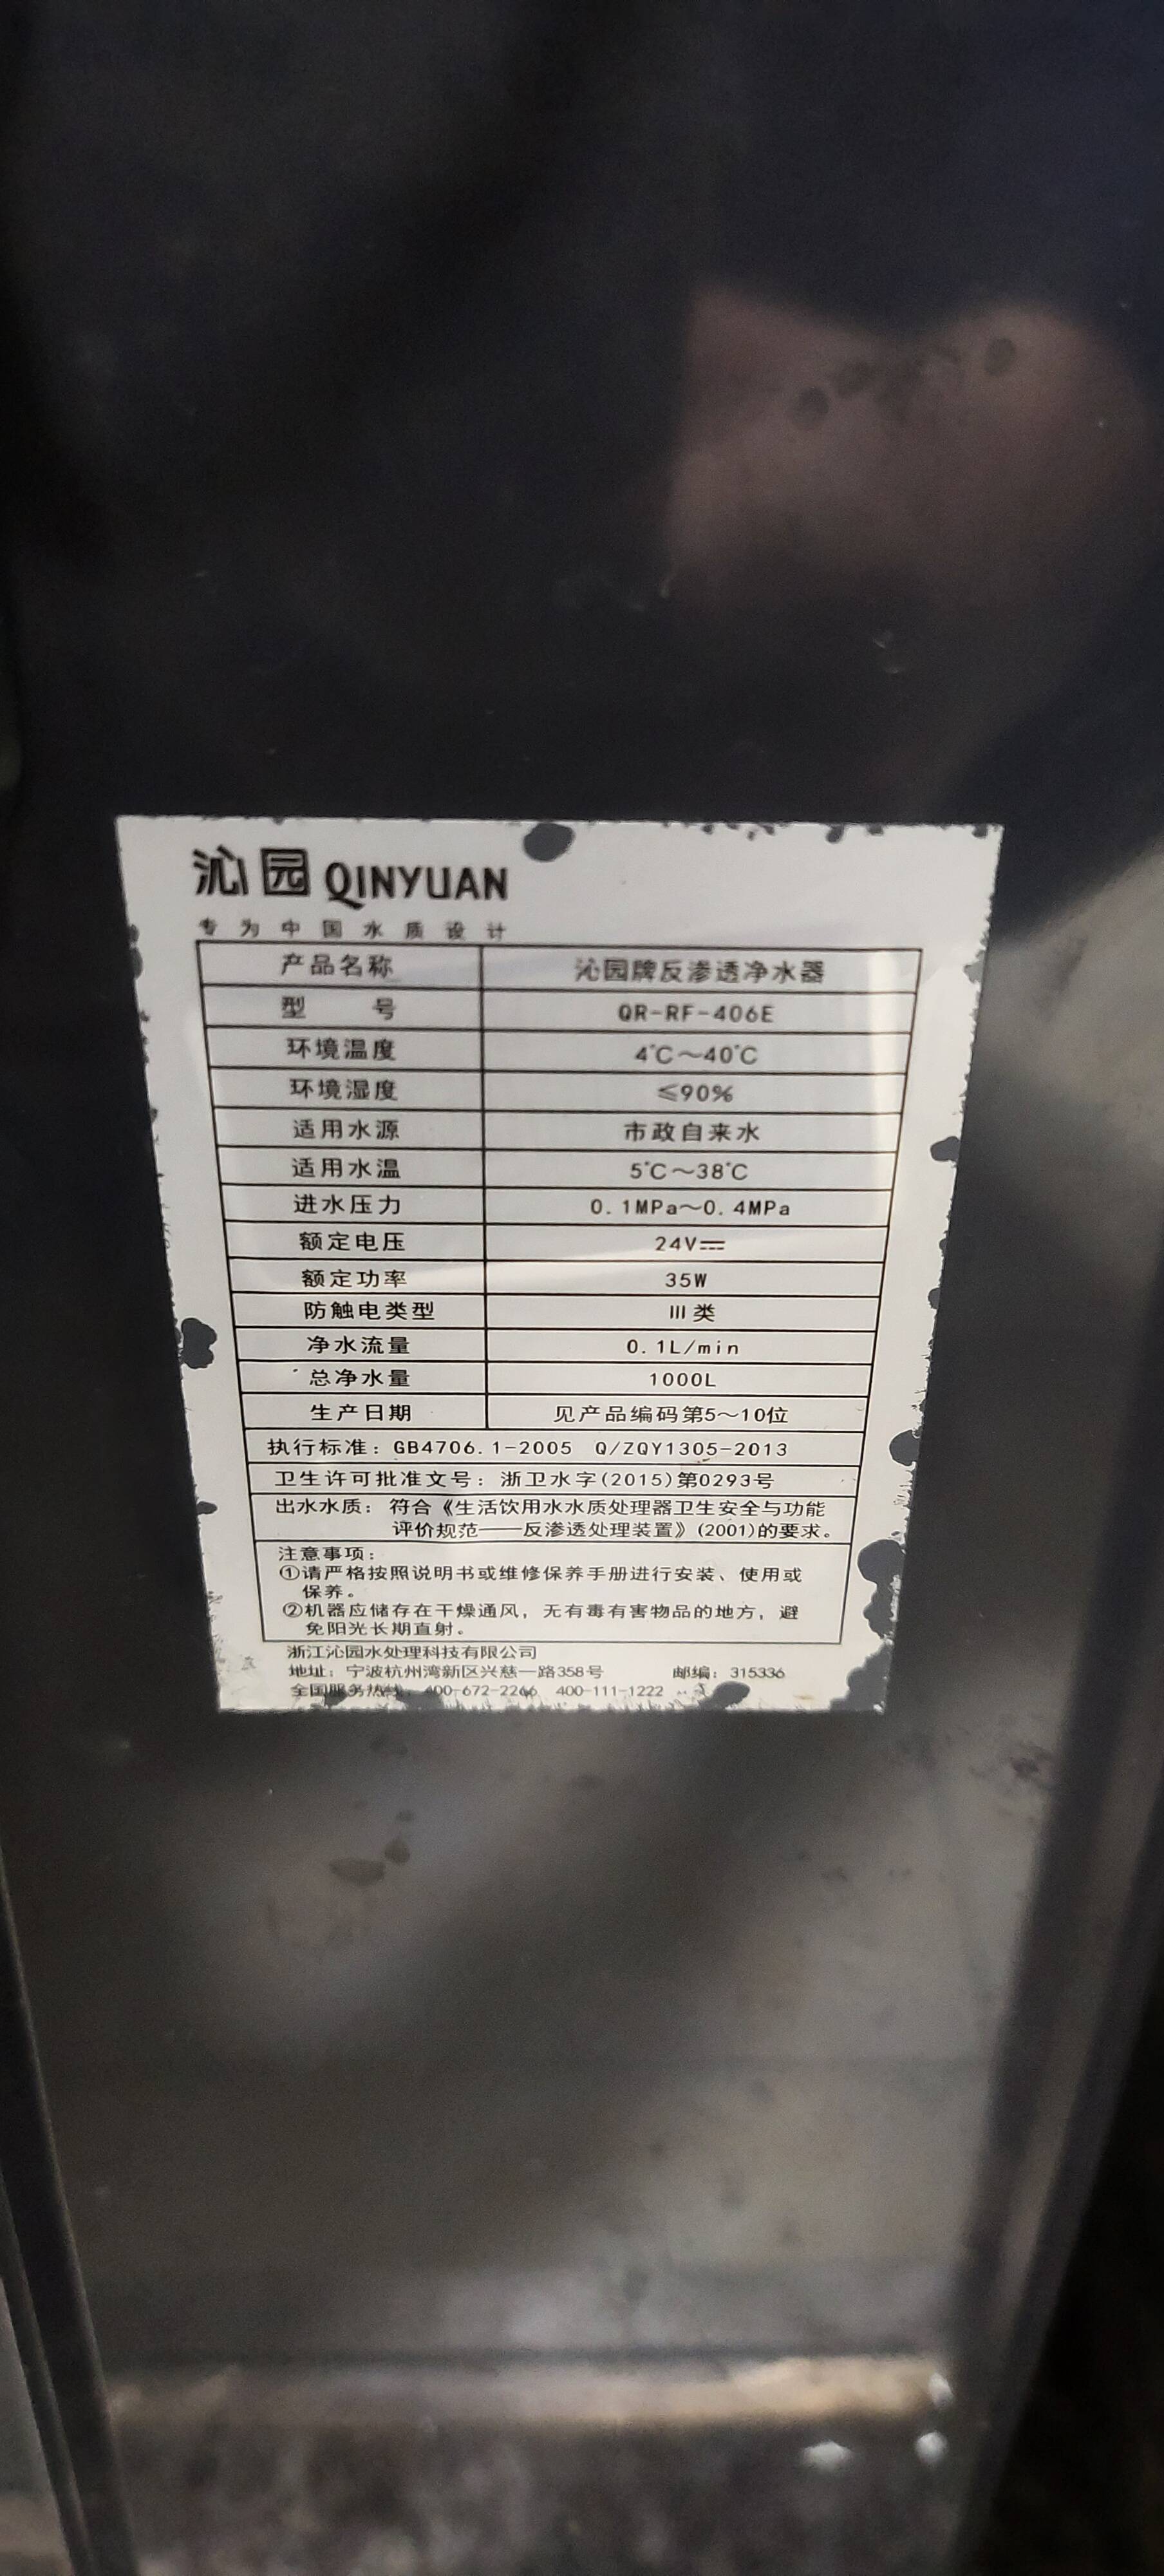 沁园 QINYUAN
专为中国水质设计
产品名称 沁园牌反渗透净水器
型号 QR-RF-406E
环境温度 4℃～40℃
环境湿度 ≤90%
适用水源 市政自来水
适用水温 5℃～38℃
进水压力 0.1MPa～0.4MPa
额定电压 24V⎓
额定功率 35W
防触电类型 III类
净水流量 0.1L/min
总净水量 1000L
生产日期 见产品编码第5～10位
执行标准：GB4706.1-2005 Q/ZQY1305-2013
卫生许可批准文号：浙卫水字(2015)第0293号
出水水质：符合《生活饮用水水质处理器卫生安全与功能
评价规范——反渗透处理装置》(2001)的要求。
注意事项：
①请严格按照说明书或维修保养手册进行安装、使用或
保养。
②机器应储存在干燥通风，无有毒有害物品的地方，避
免阳光长期直射。
浙江沁园水处理科技有限公司
地址：宁波杭州湾新区兴慈一路358号 邮编：315336
全国服务热线：400-672-2266 400-111-1222